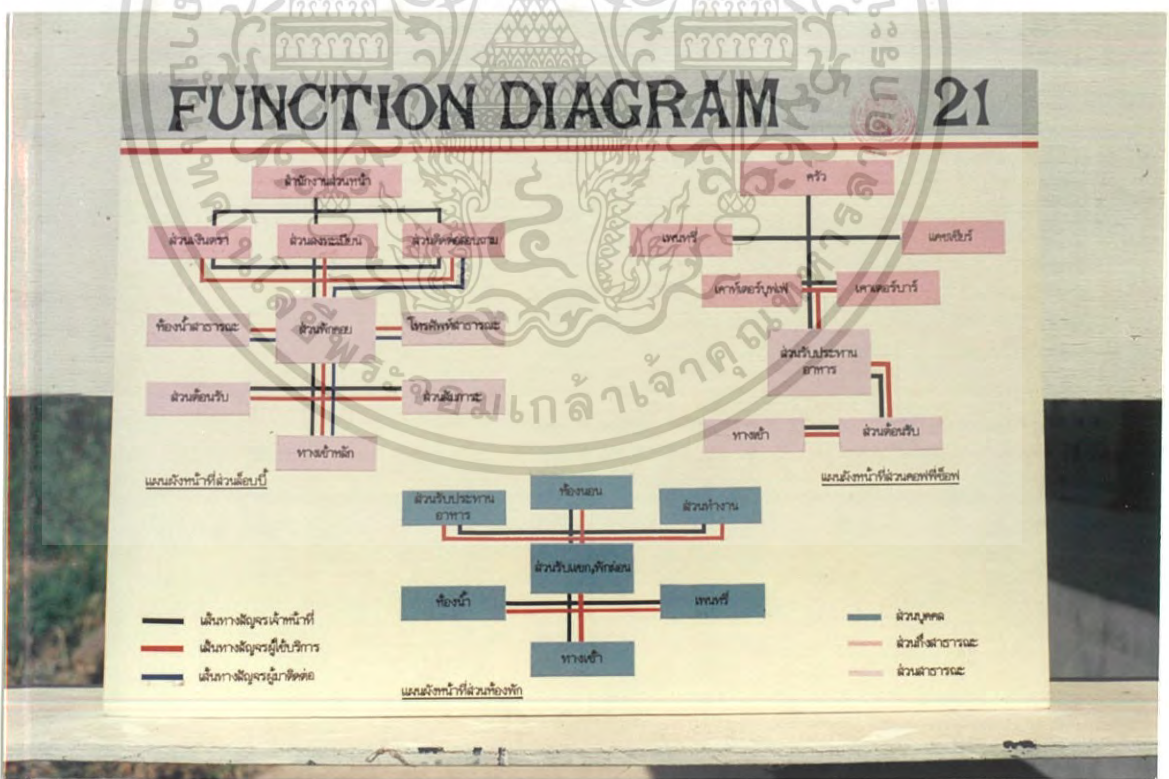 FUNCTION DIAGRAM 21
สำนักงานส่วนหน้า
ส่วนเงินตรา
ส่วนลงทะเบียน
ส่วนติดต่อสอบถาม
ห้องน้ำสาธารณะ
ส่วนพักคอย
โทรศัพท์สาธารณะ
ส่วนต้อนรับ
ส่วนสัมภาระ
ทางเข้าหลัก
แผนผังหน้าที่ส่วนล็อบบี้
ครัว
เพนทรี่
แคชเชียร์
เคาท์เตอร์บุฟเฟ่
เคาเตอร์บาร์
ส่วนรับประทาน
อาหาร
ทางเข้า
ส่วนต้อนรับ
แผนผังหน้าที่ส่วนคอฟฟี่ช็อฟ
ส่วนรับประทาน
อาหาร
ห้องนอน
ส่วนทำงาน
ส่วนรับแขก,พักผ่อน
ห้องน้ำ
เพนทรี่
ทางเข้า
แผนผังหน้าที่ส่วนห้องพัก
เส้นทางสัญจรเจ้าหน้าที่
เส้นทางสัญจรผู้ใช้บริการ
เส้นทางสัญจรผู้มาติดต่อ
ส่วนบุคคล
ส่วนกึ่งสาธารณะ
ส่วนสาธารณะ